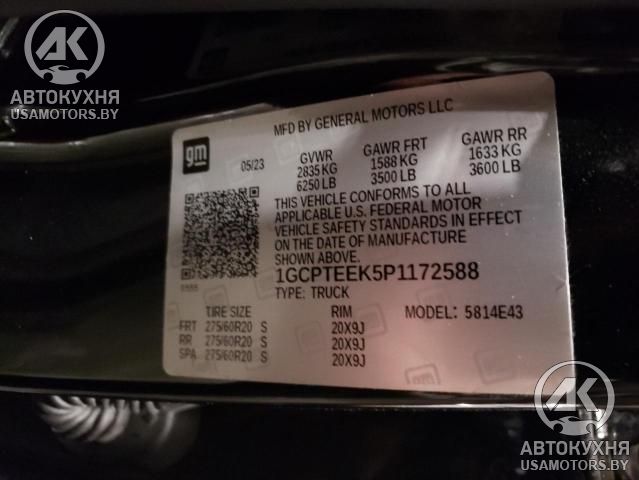 АК
АВТОКУХНЯ
USAMOTORS.BY
MFD BY GENERAL MOTORS LLC
gm
05/23
GVWR GAWR FRT GAWR RR
2835 KG 1588 KG 1633 KG
6250 LB 3500 LB 3600 LB
THIS VEHICLE CONFORMS TO ALL
APPLICABLE U.S. FEDERAL MOTOR
VEHICLE SAFETY STANDARDS IN EFFECT
ON THE DATE OF MANUFACTURE
SHOWN ABOVE.
1GCPTEEK5P1172588
TYPE: TRUCK
TIRE SIZE RIM MODEL: 5814E43
FRT 275/60R20 S 20X9J
RR 275/60R20 S 20X9J
SPA 275/60R20 S 20X9J
АК
АВТОКУХНЯ
USAMOTORS.BY